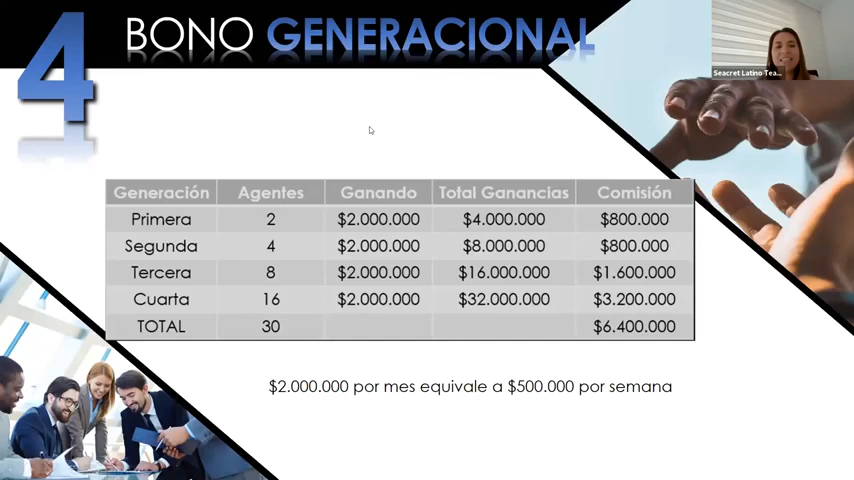 4
BONO GENERACIONAL
Seacret Latino Tea...
Generación Agentes Ganando Total Ganancias Comisión
Primera 2 $2.000.000 $4.000.000 $800.000
Segunda 4 $2.000.000 $8.000.000 $800.000
Tercera 8 $2.000.000 $16.000.000 $1.600.000
Cuarta 16 $2.000.000 $32.000.000 $3.200.000
TOTAL 30 $6.400.000
$2.000.000 por mes equivale a $500.000 por semana